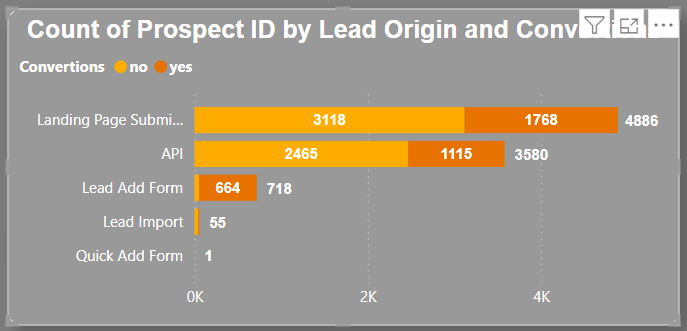 Count of Prospect ID by Lead Origin and
Convertions no yes
Landing Page Submi... 3118 1768 4886
API 2465 1115 3580
Lead Add Form 664 718
Lead Import 55
Quick Add Form 1
0K 2K 4K